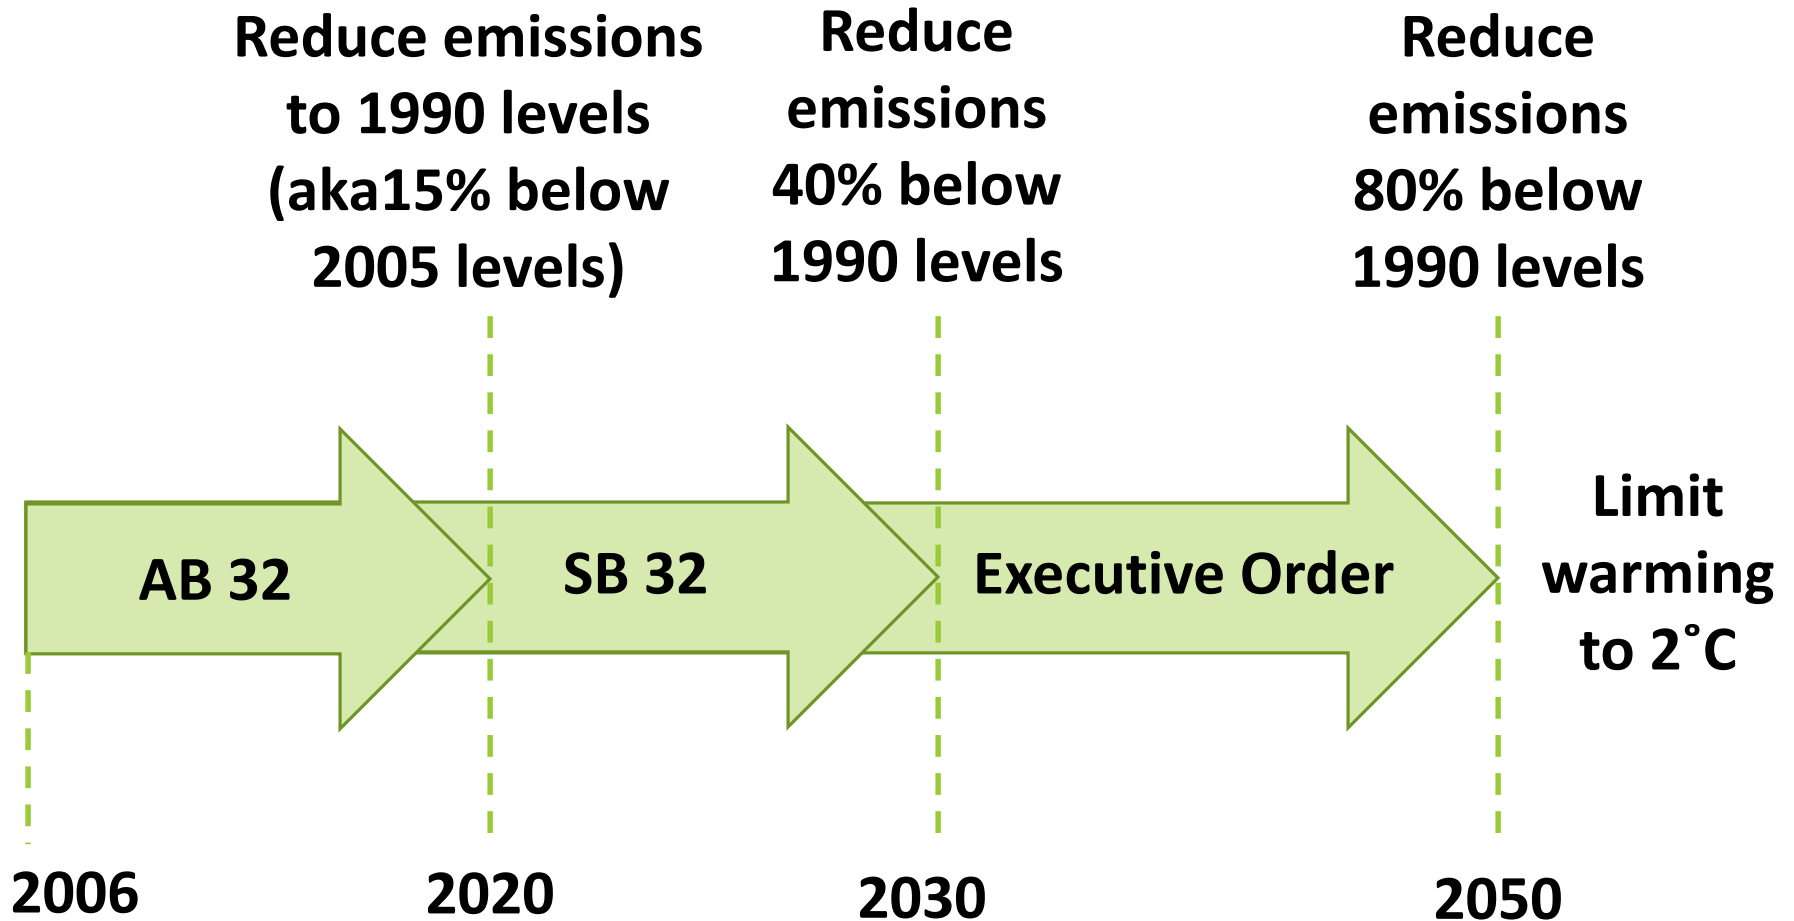 Reduce emissions
to 1990 levels
(aka15% below
2005 levels)
Reduce
emissions
40% below
1990 levels
Reduce
emissions
80% below
1990 levels
AB 32
SB 32
Executive Order
Limit
warming
to 2˚C
2006
2020
2030
2050